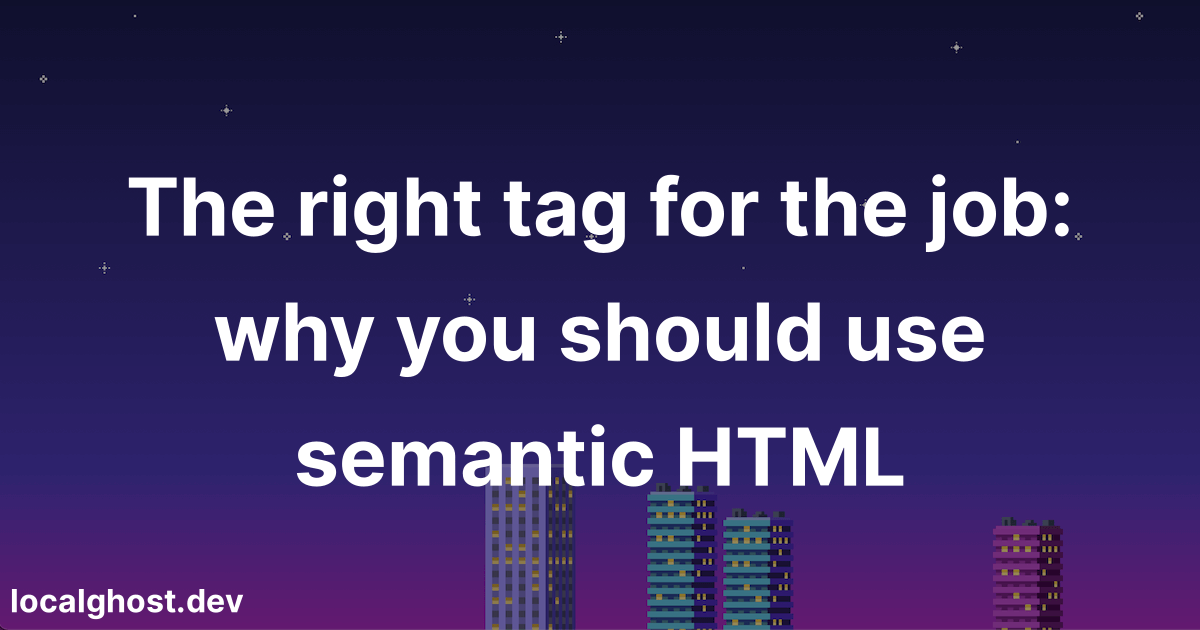 The right tag for the job:
why you should use
semantic HTML
localghost.dev